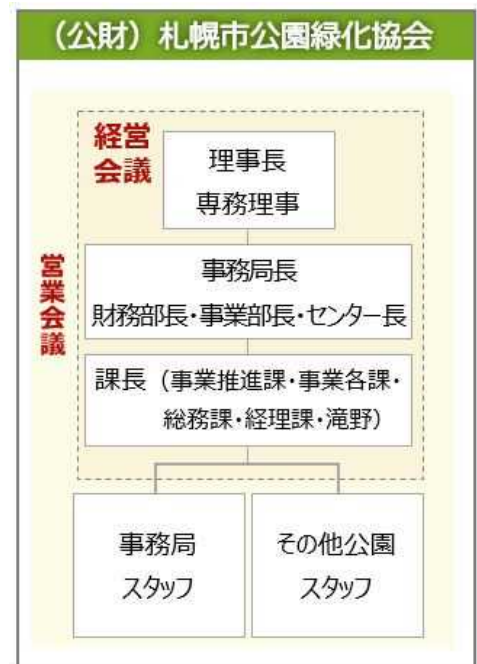 （公財）札幌市公園緑化協会
経営
会議
理事長
専務理事
営業会議
事務局長
財務部長・事業部長・センター長
課長（事業推進課・事業各課・
総務課・経理課・滝野）
事務局
スタッフ
その他公園
スタッフ